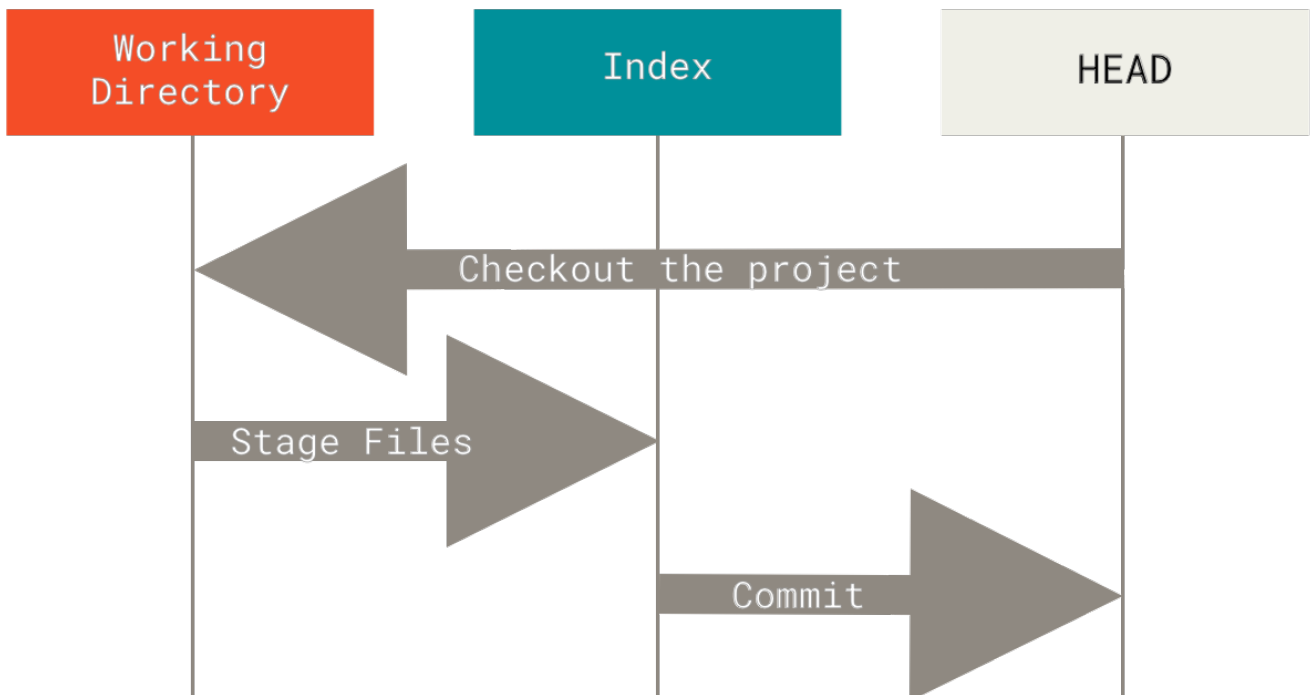 Working
Directory
Index
HEAD
Checkout the project
Stage Files
Commit